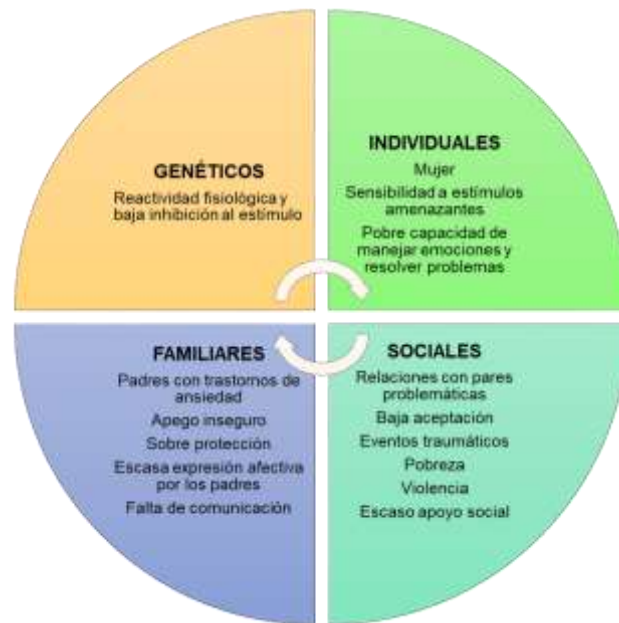 GENÉTICOS
Reactividad fisiológica y
baja inhibición al estímulo
INDIVIDUALES
Mujer
Sensibilidad a estímulos
amenazantes
Pobre capacidad de
manejar emociones y
resolver problemas
FAMILIARES
Padres con trastornos de
ansiedad
Apego inseguro
Sobre protección
Escasa expresión afectiva
por los padres
Falta de comunicación
SOCIALES
Relaciones con pares
problemáticas
Baja aceptación
Eventos traumáticos
Pobreza
Violencia
Escaso apoyo social